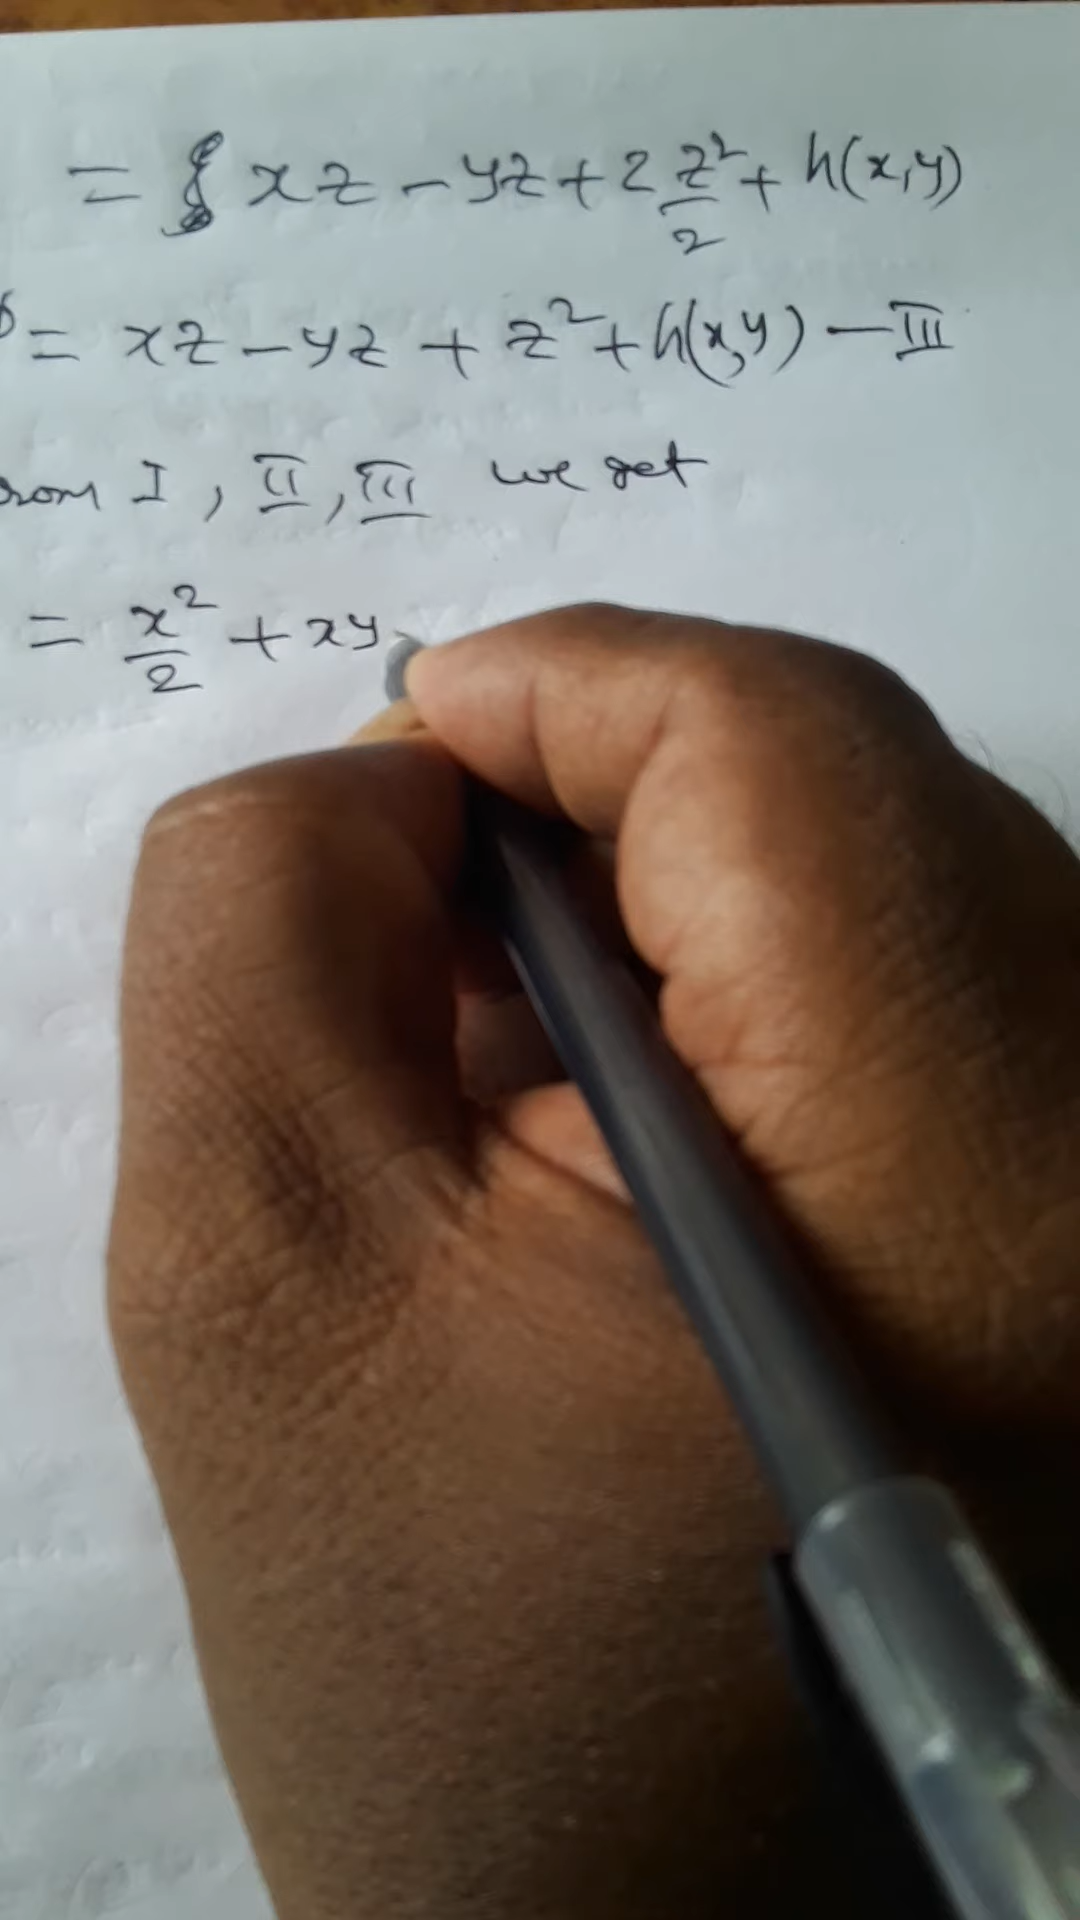 = ∮ xz - yz + 2 z²/2 + h(x,y)
= xz - yz + z² + h(x,y) — III
rom I, II, III we get
= x²/2 + xy